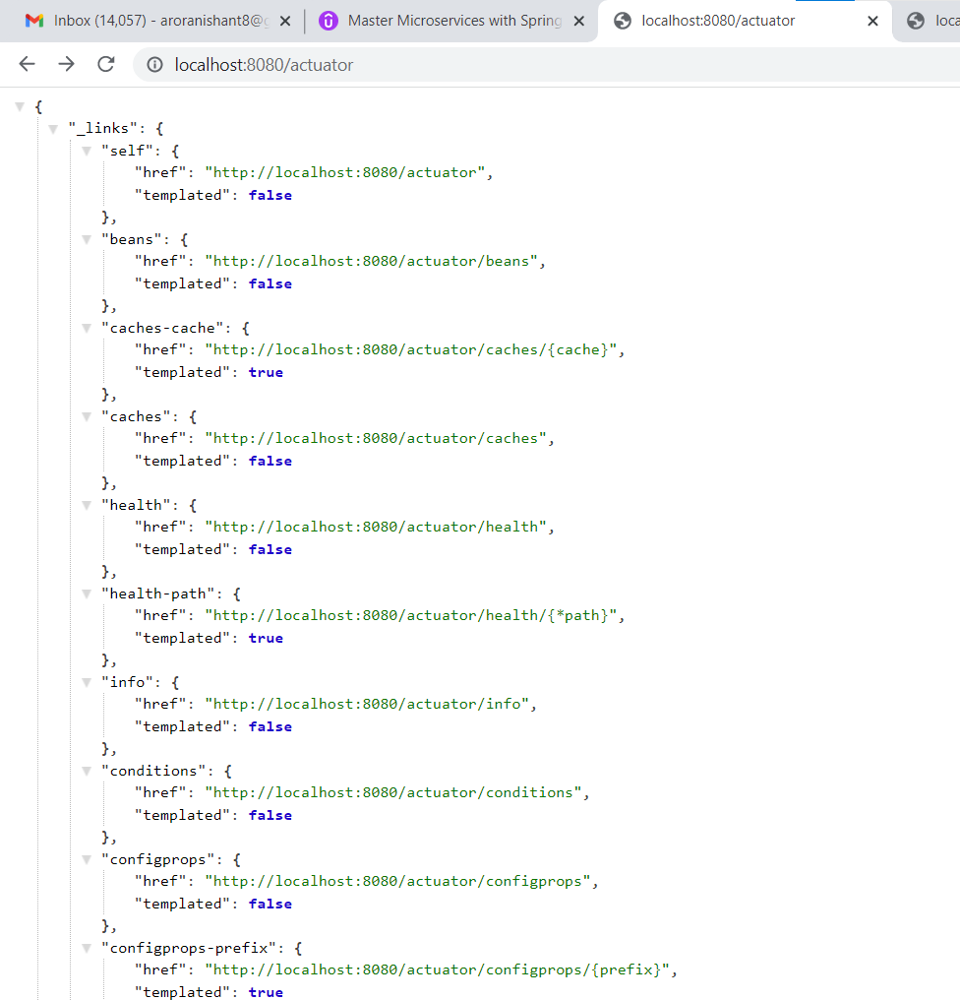 Inbox (14,057) - aroranishant8@
Master Microservices with Spring
localhost:8080/actuator
loca
localhost:8080/actuator
{
"_links": {
"self": {
"href": "http://localhost:8080/actuator",
"templated": false
},
"beans": {
"href": "http://localhost:8080/actuator/beans",
"templated": false
},
"caches-cache": {
"href": "http://localhost:8080/actuator/caches/{cache}",
"templated": true
},
"caches": {
"href": "http://localhost:8080/actuator/caches",
"templated": false
},
"health": {
"href": "http://localhost:8080/actuator/health",
"templated": false
},
"health-path": {
"href": "http://localhost:8080/actuator/health/{*path}",
"templated": true
},
"info": {
"href": "http://localhost:8080/actuator/info",
"templated": false
},
"conditions": {
"href": "http://localhost:8080/actuator/conditions",
"templated": false
},
"configprops": {
"href": "http://localhost:8080/actuator/configprops",
"templated": false
},
"configprops-prefix": {
"href": "http://localhost:8080/actuator/configprops/{prefix}",
"templated": true